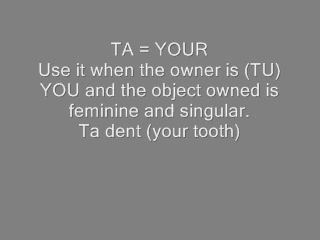 TA = YOUR
Use it when the owner is (TU)
YOU and the object owned is
feminine and singular.
Ta dent (your tooth)